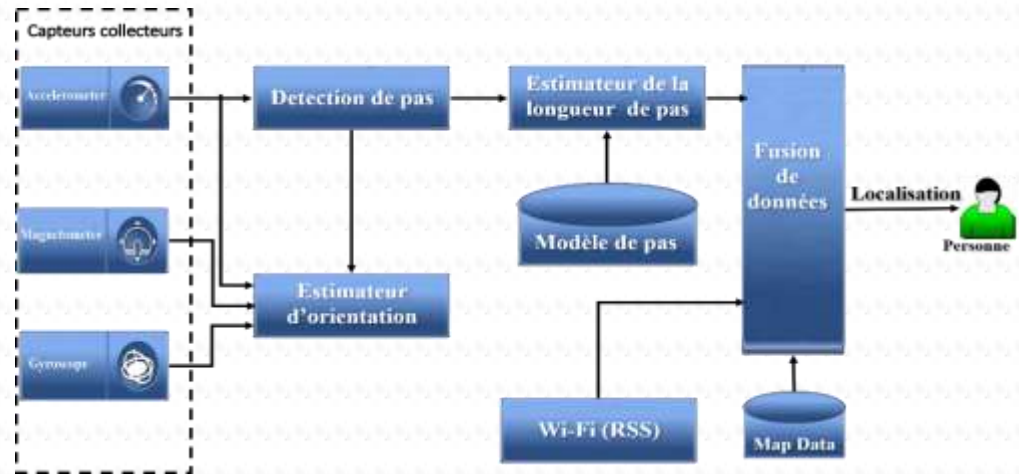 Capteurs collecteurs
Accelerometer
Detection de pas
Estimateur de la
longueur de pas
Fusion
de
données
Localisation
Personne
Magnetometer
Modèle de pas
Estimateur
d'orientation
Gyroscope
Wi-Fi (RSS)
Map Data